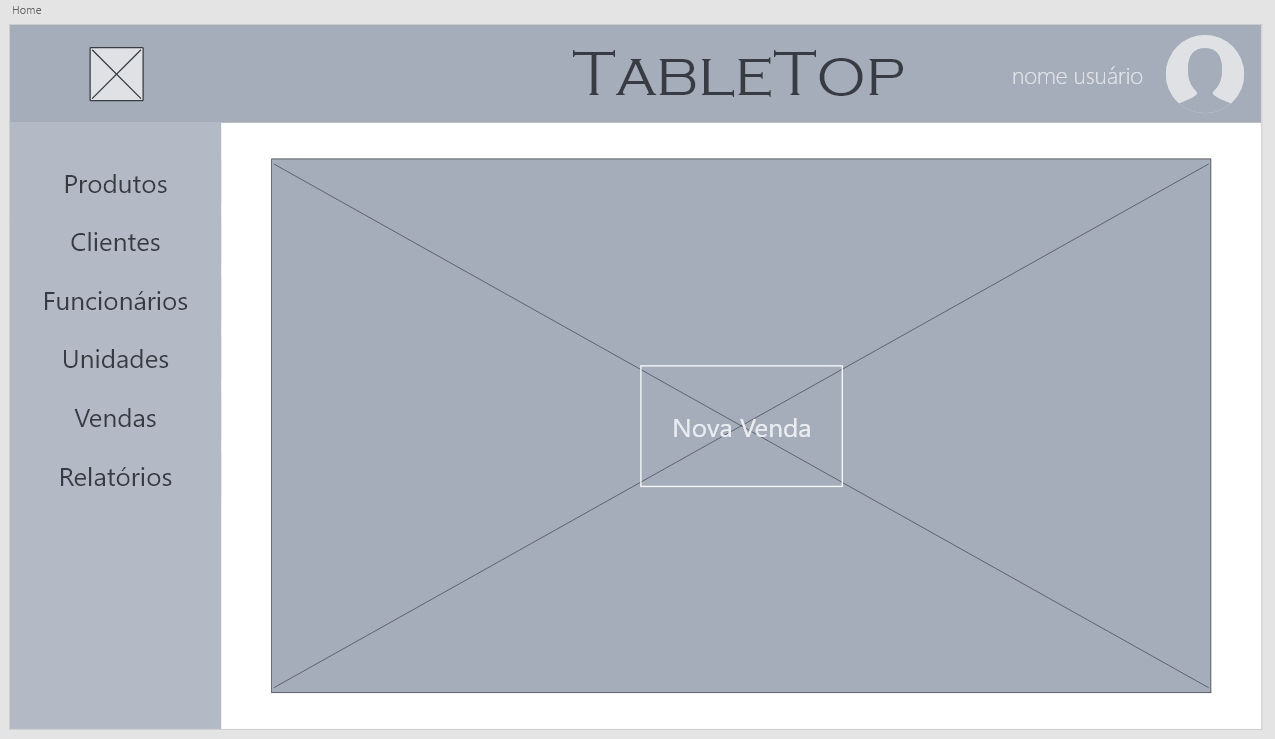 Home
TableTop
nome usuário
Produtos
Clientes
Funcionários
Unidades
Vendas
Relatórios
Nova Venda